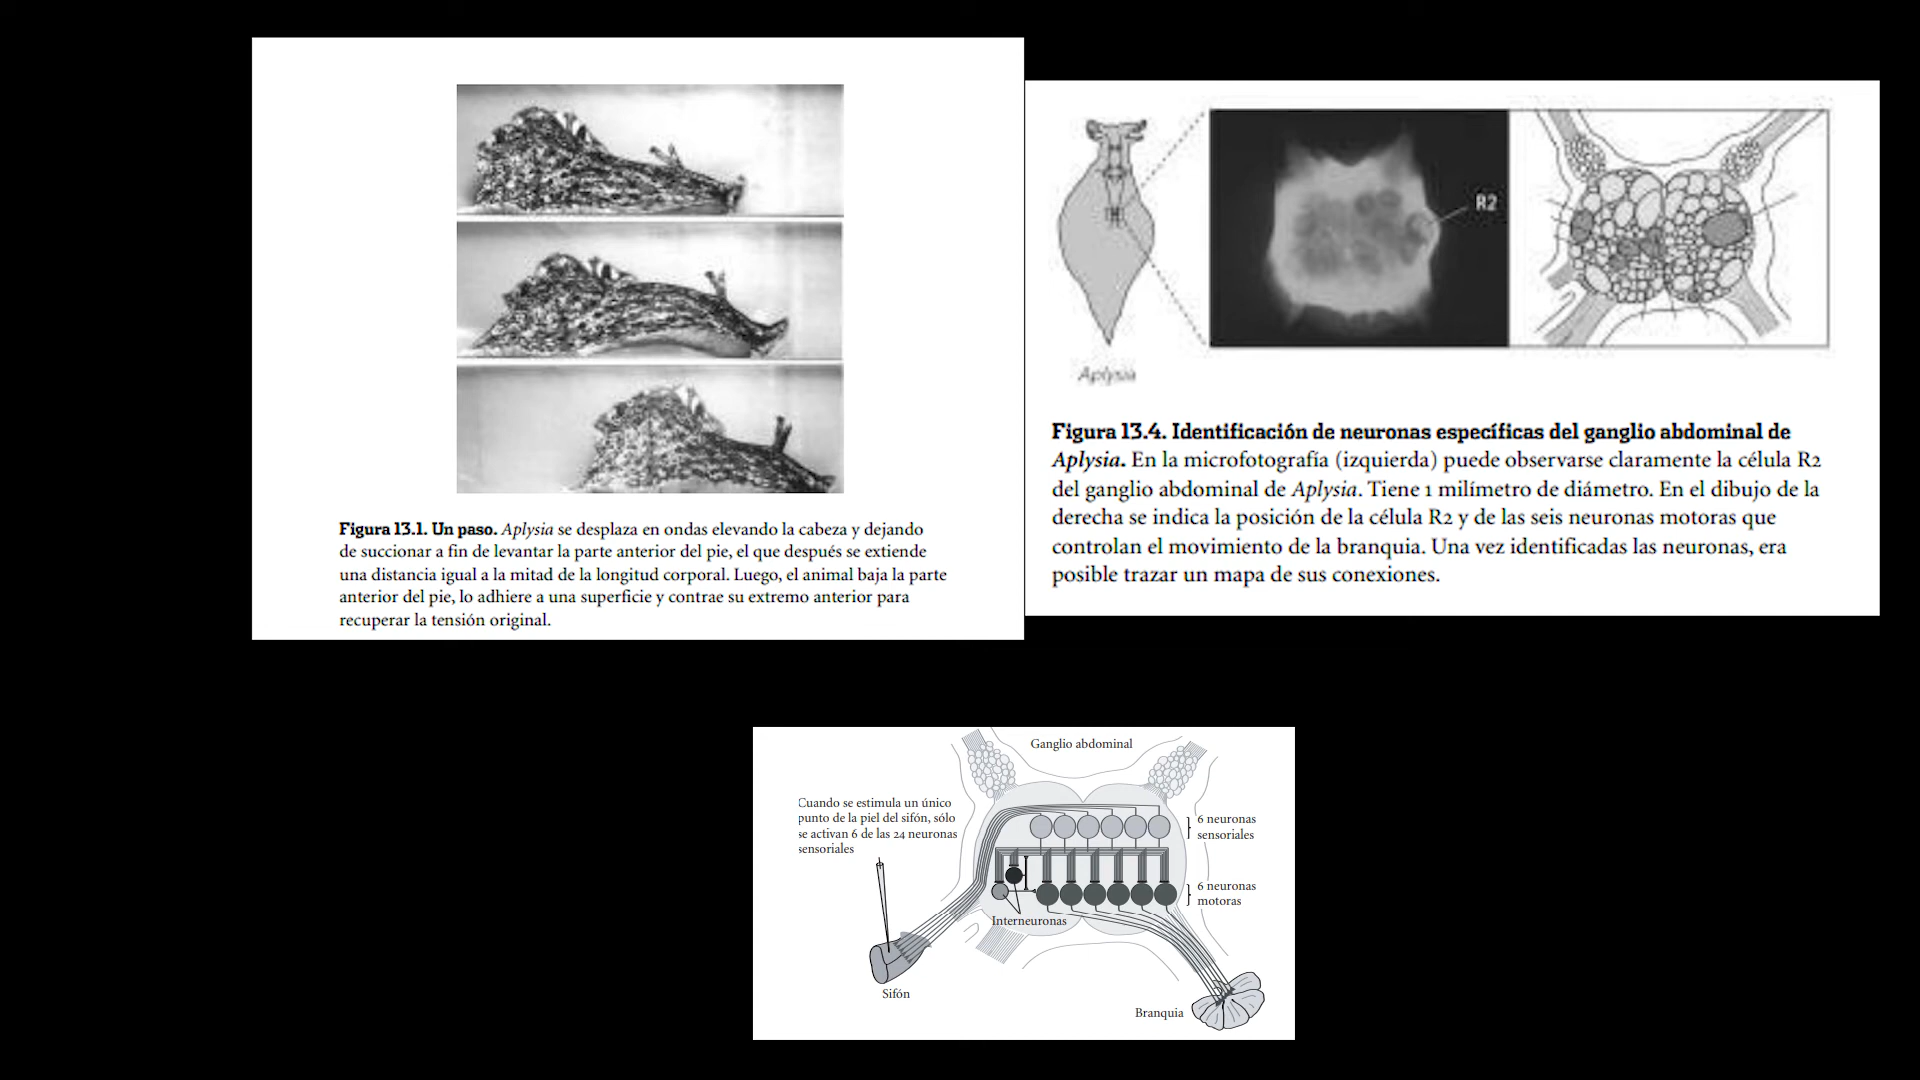 Figura 13.1. Un paso. Aplysia se desplaza en ondas elevando la cabeza y dejando
de succionar a fin de levantar la parte anterior del pie, el que después se extiende
una distancia igual a la mitad de la longitud corporal. Luego, el animal baja la parte
anterior del pie, lo adhiere a una superficie y contrae su extremo anterior para
recuperar la tensión original.
R2
Aplysia
Figura 13.4. Identificación de neuronas específicas del ganglio abdominal de
Aplysia. En la microfotografía (izquierda) puede observarse claramente la célula R2
del ganglio abdominal de Aplysia. Tiene 1 milímetro de diámetro. En el dibujo de la
derecha se indica la posición de la célula R2 y de las seis neuronas motoras que
controlan el movimiento de la branquia. Una vez identificadas las neuronas, era
posible trazar un mapa de sus conexiones.
Ganglio abdominal
Cuando se estimula un único
punto de la piel del sifón, sólo
se activan 6 de las 24 neuronas
sensoriales
6 neuronas
sensoriales
6 neuronas
motoras
Interneuronas
Sifón
Branquia